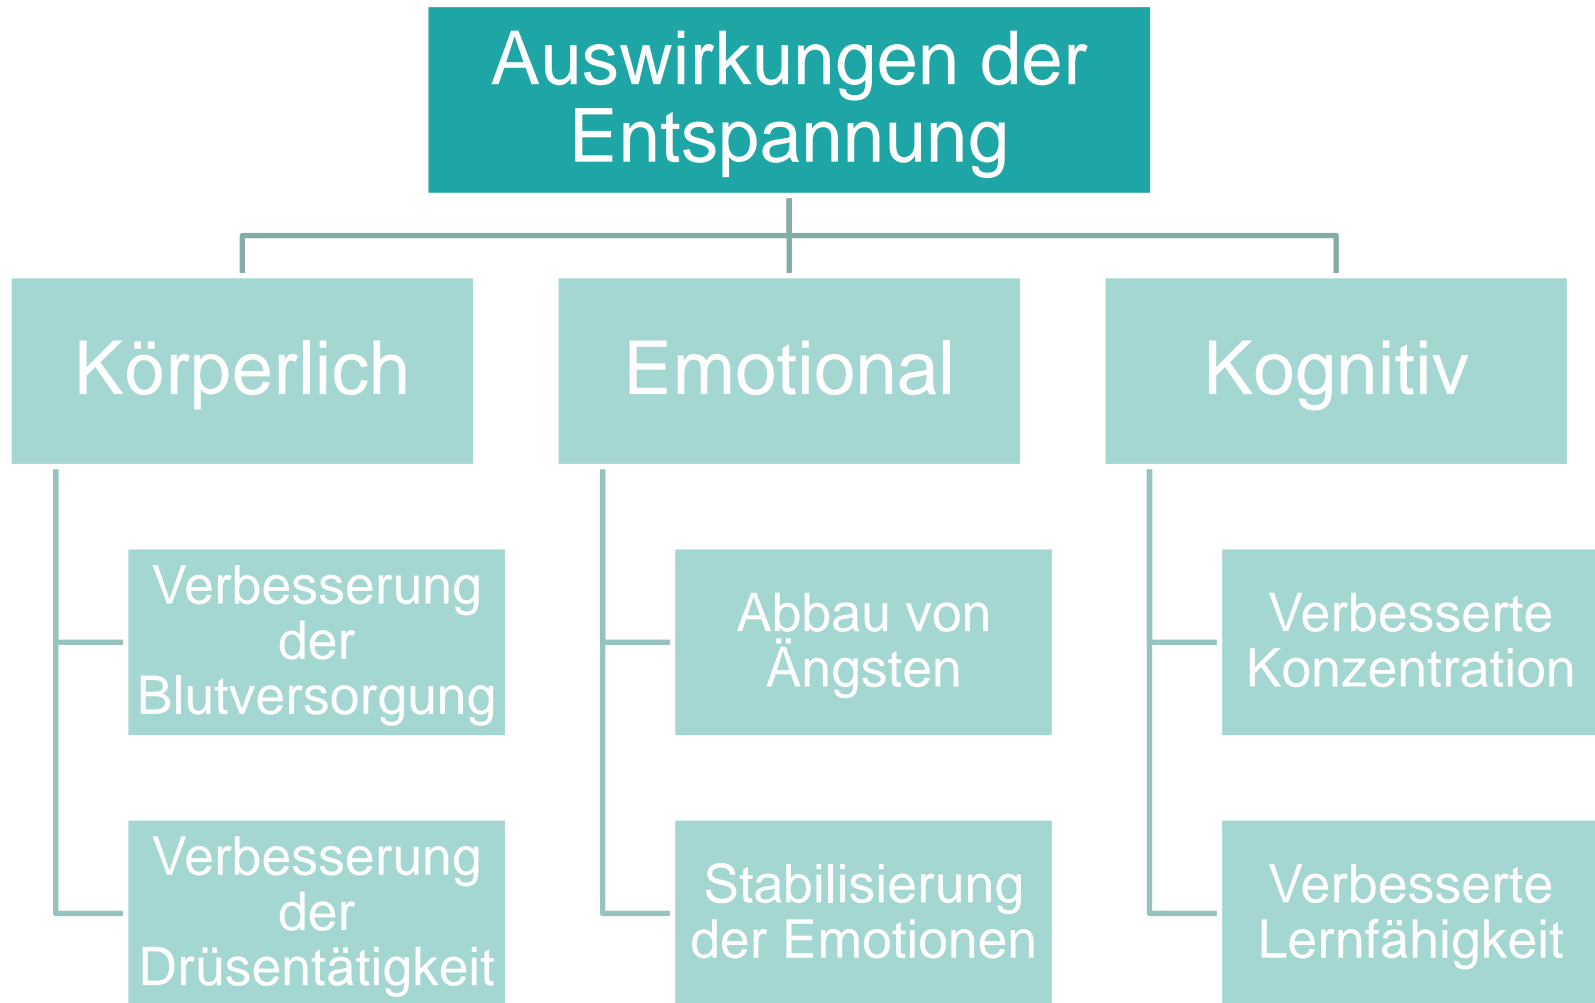 Auswirkungen der
Entspannung
Körperlich
Emotional
Kognitiv
Verbesserung
der
Blutversorgung
Abbau von
Ängsten
Verbesserte
Konzentration
Verbesserung
der
Drüsentätigkeit
Stabilisierung
der Emotionen
Verbesserte
Lernfähigkeit